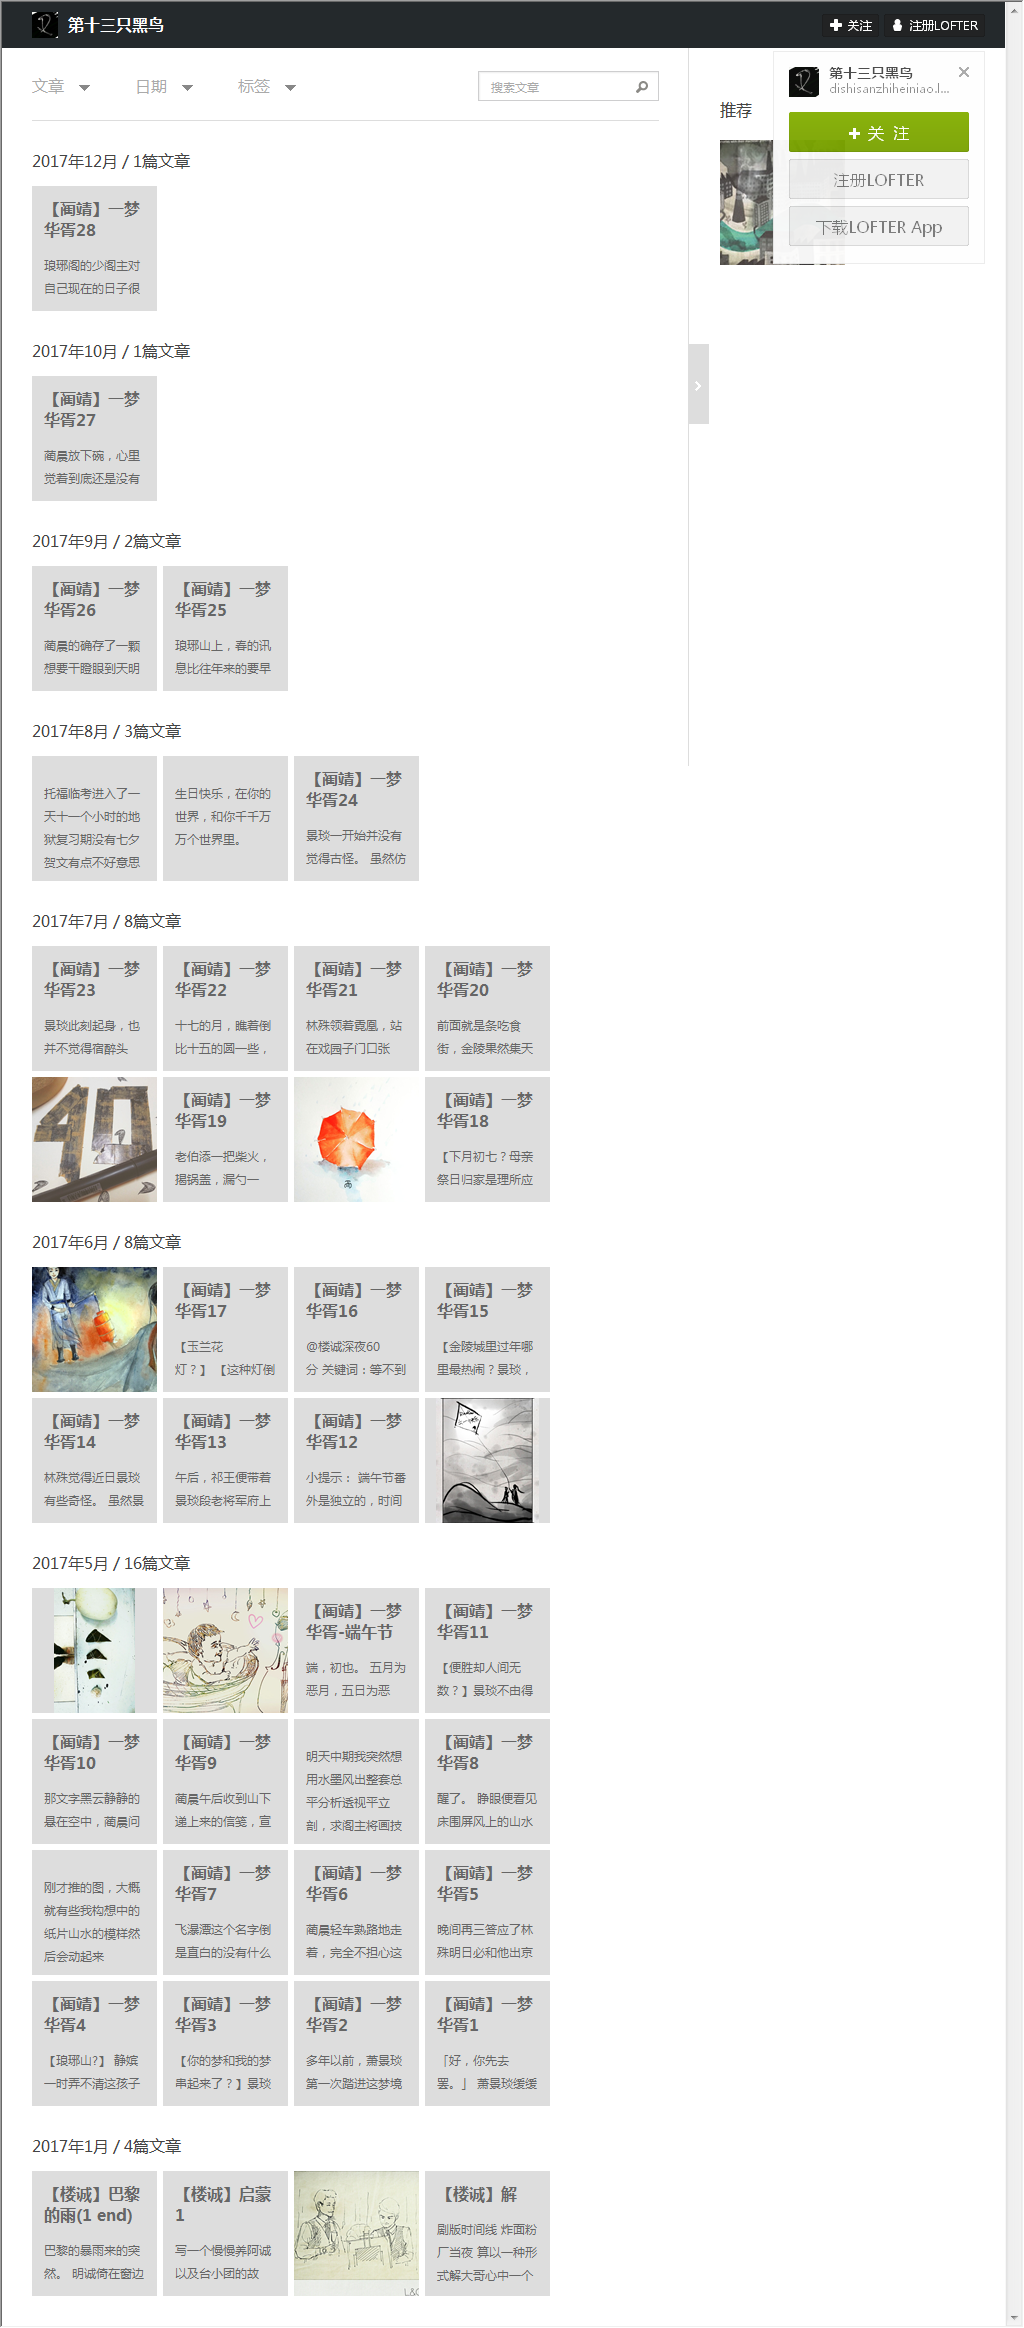 第十三只黑鸟
关注 注册LOFTER
文章 日期 标签
搜索文章
第十三只黑鸟
dishisanzhiheiniao.l...
关 注
注册LOFTER
下载LOFTER App
推荐
2017年12月 / 1篇文章
【蔺靖】一梦
华胥28
琅琊阁的少阁主对
自己现在的日子很
2017年10月 / 1篇文章
【蔺靖】一梦
华胥27
蔺晨放下碗，心里
觉着到底还是没有
2017年9月 / 2篇文章
【蔺靖】一梦
华胥26
蔺晨的确存了一颗
想要干瞪眼到天明
【蔺靖】一梦
华胥25
琅琊山上，春的讯
息比往年来的要早
2017年8月 / 3篇文章
托福临考进入了一
天十一个小时的地
狱复习期没有七夕
贺文有点不好意思
生日快乐，在你的
世界，和你千千万
万个世界里。
【蔺靖】一梦
华胥24
景琰一开始并没有
觉得古怪。 虽然仿
2017年7月 / 8篇文章
【蔺靖】一梦
华胥23
景琰此刻起身，也
并不觉得宿醉头
【蔺靖】一梦
华胥22
十七的月，瞧着倒
比十五的圆一些，
【蔺靖】一梦
华胥21
林殊领着霓凰，站
在戏园子门口张
【蔺靖】一梦
华胥20
前面就是条吃食
街，金陵果然集天
40
【蔺靖】一梦
华胥19
老伯添一把柴火，
揭锅盖，漏勺一
雨
【蔺靖】一梦
华胥18
【下月初七？母亲
祭日归家是理所应
2017年6月 / 8篇文章
【蔺靖】一梦
华胥17
【玉兰花
灯？】 【这种灯倒
【蔺靖】一梦
华胥16
@楼诚深夜60
分 关键词：等不到
【蔺靖】一梦
华胥15
【金陵城里过年哪
里最热闹？景琰，
【蔺靖】一梦
华胥14
林殊觉得近日景琰
有些奇怪。 虽然景
【蔺靖】一梦
华胥13
午后，祁王便带着
景琰段老将军府上
【蔺靖】一梦
华胥12
小提示： 端午节番
外是独立的，时间
2017年5月 / 16篇文章
【蔺靖】一梦
华胥-端午节
端，初也。 五月为
恶月，五日为恶
【蔺靖】一梦
华胥11
【便胜却人间无
数？】景琰不由得
【蔺靖】一梦
华胥10
那文字黑云静静的
悬在空中，蔺晨问
【蔺靖】一梦
华胥9
蔺晨午后收到山下
递上来的信笺，宣
明天中期我突然想
用水墨风出整套总
平分析透视平立
剖，求阁主将画技
【蔺靖】一梦
华胥8
醒了。 睁眼便看见
床围屏风上的山水
刚才推的图，大概
就有些我构想中的
纸片山水的模样然
后会动起来
【蔺靖】一梦
华胥7
飞瀑潭这个名字倒
是直白的没有什么
【蔺靖】一梦
华胥6
蔺晨轻车熟路地走
着，完全不担心这
【蔺靖】一梦
华胥5
晚间再三答应了林
殊明日必和他出京
【蔺靖】一梦
华胥4
【琅琊山?】 静嫔
一时弄不清这孩子
【蔺靖】一梦
华胥3
【你的梦和我的梦
串起来了？】景琰
【蔺靖】一梦
华胥2
多年以前，萧景琰
第一次踏进这梦境
【蔺靖】一梦
华胥1
「好，你先去
罢。」 萧景琰缓缓
2017年1月 / 4篇文章
【楼诚】巴黎
的雨(1 end)
巴黎的暴雨来的突
然。 明诚倚在窗边
【楼诚】启蒙
1
写一个慢慢养阿诚
以及台小团的故
L&C
【楼诚】解
剧版时间线 炸面粉
厂当夜 算以一种形
式解大哥心中一个